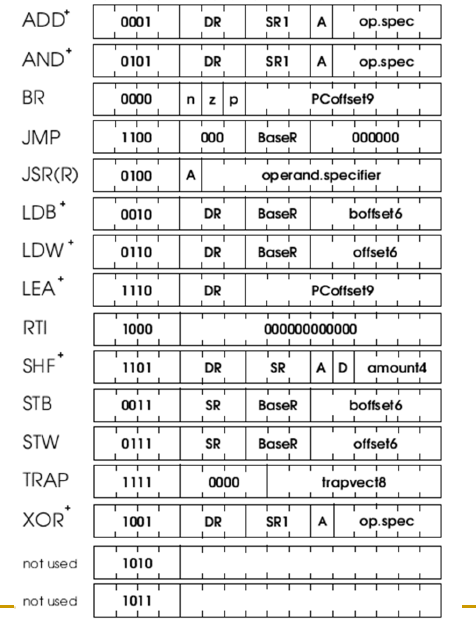 ADD+ 0001 DR SR1 A op.spec
AND+ 0101 DR SR1 A op.spec
BR 0000 n z p PCoffset9
JMP 1100 000 BaseR 000000
JSR(R) 0100 A operand.specifier
LDB+ 0010 DR BaseR boffset6
LDW+ 0110 DR BaseR offset6
LEA+ 1110 DR PCoffset9
RTI 1000 000000000000
SHF+ 1101 DR SR A D amount4
STB 0011 SR BaseR boffset6
STW 0111 SR BaseR offset6
TRAP 1111 0000 trapvect8
XOR+ 1001 DR SR1 A op.spec
not used 1010
not used 1011